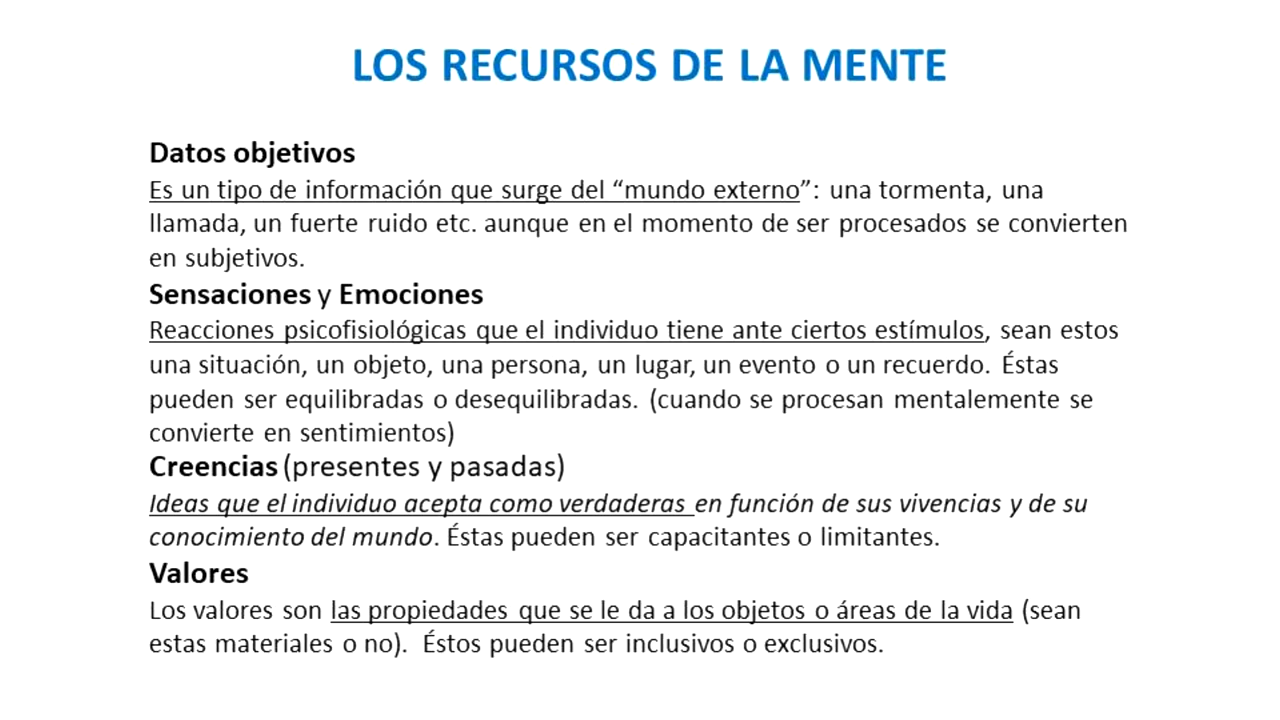 LOS RECURSOS DE LA MENTE
Datos objetivos
Es un tipo de información que surge del “mundo externo”: una tormenta, una
llamada, un fuerte ruido etc. aunque en el momento de ser procesados se convierten
en subjetivos.
Sensaciones y Emociones
Reacciones psicofisiológicas que el individuo tiene ante ciertos estímulos, sean estos
una situación, un objeto, una persona, un lugar, un evento o un recuerdo. Éstas
pueden ser equilibradas o desequilibradas. (cuando se procesan mentalemente se
convierte en sentimientos)
Creencias (presentes y pasadas)
Ideas que el individuo acepta como verdaderas en función de sus vivencias y de su
conocimiento del mundo. Éstas pueden ser capacitantes o limitantes.
Valores
Los valores son las propiedades que se le da a los objetos o áreas de la vida (sean
estas materiales o no). Éstos pueden ser inclusivos o exclusivos.